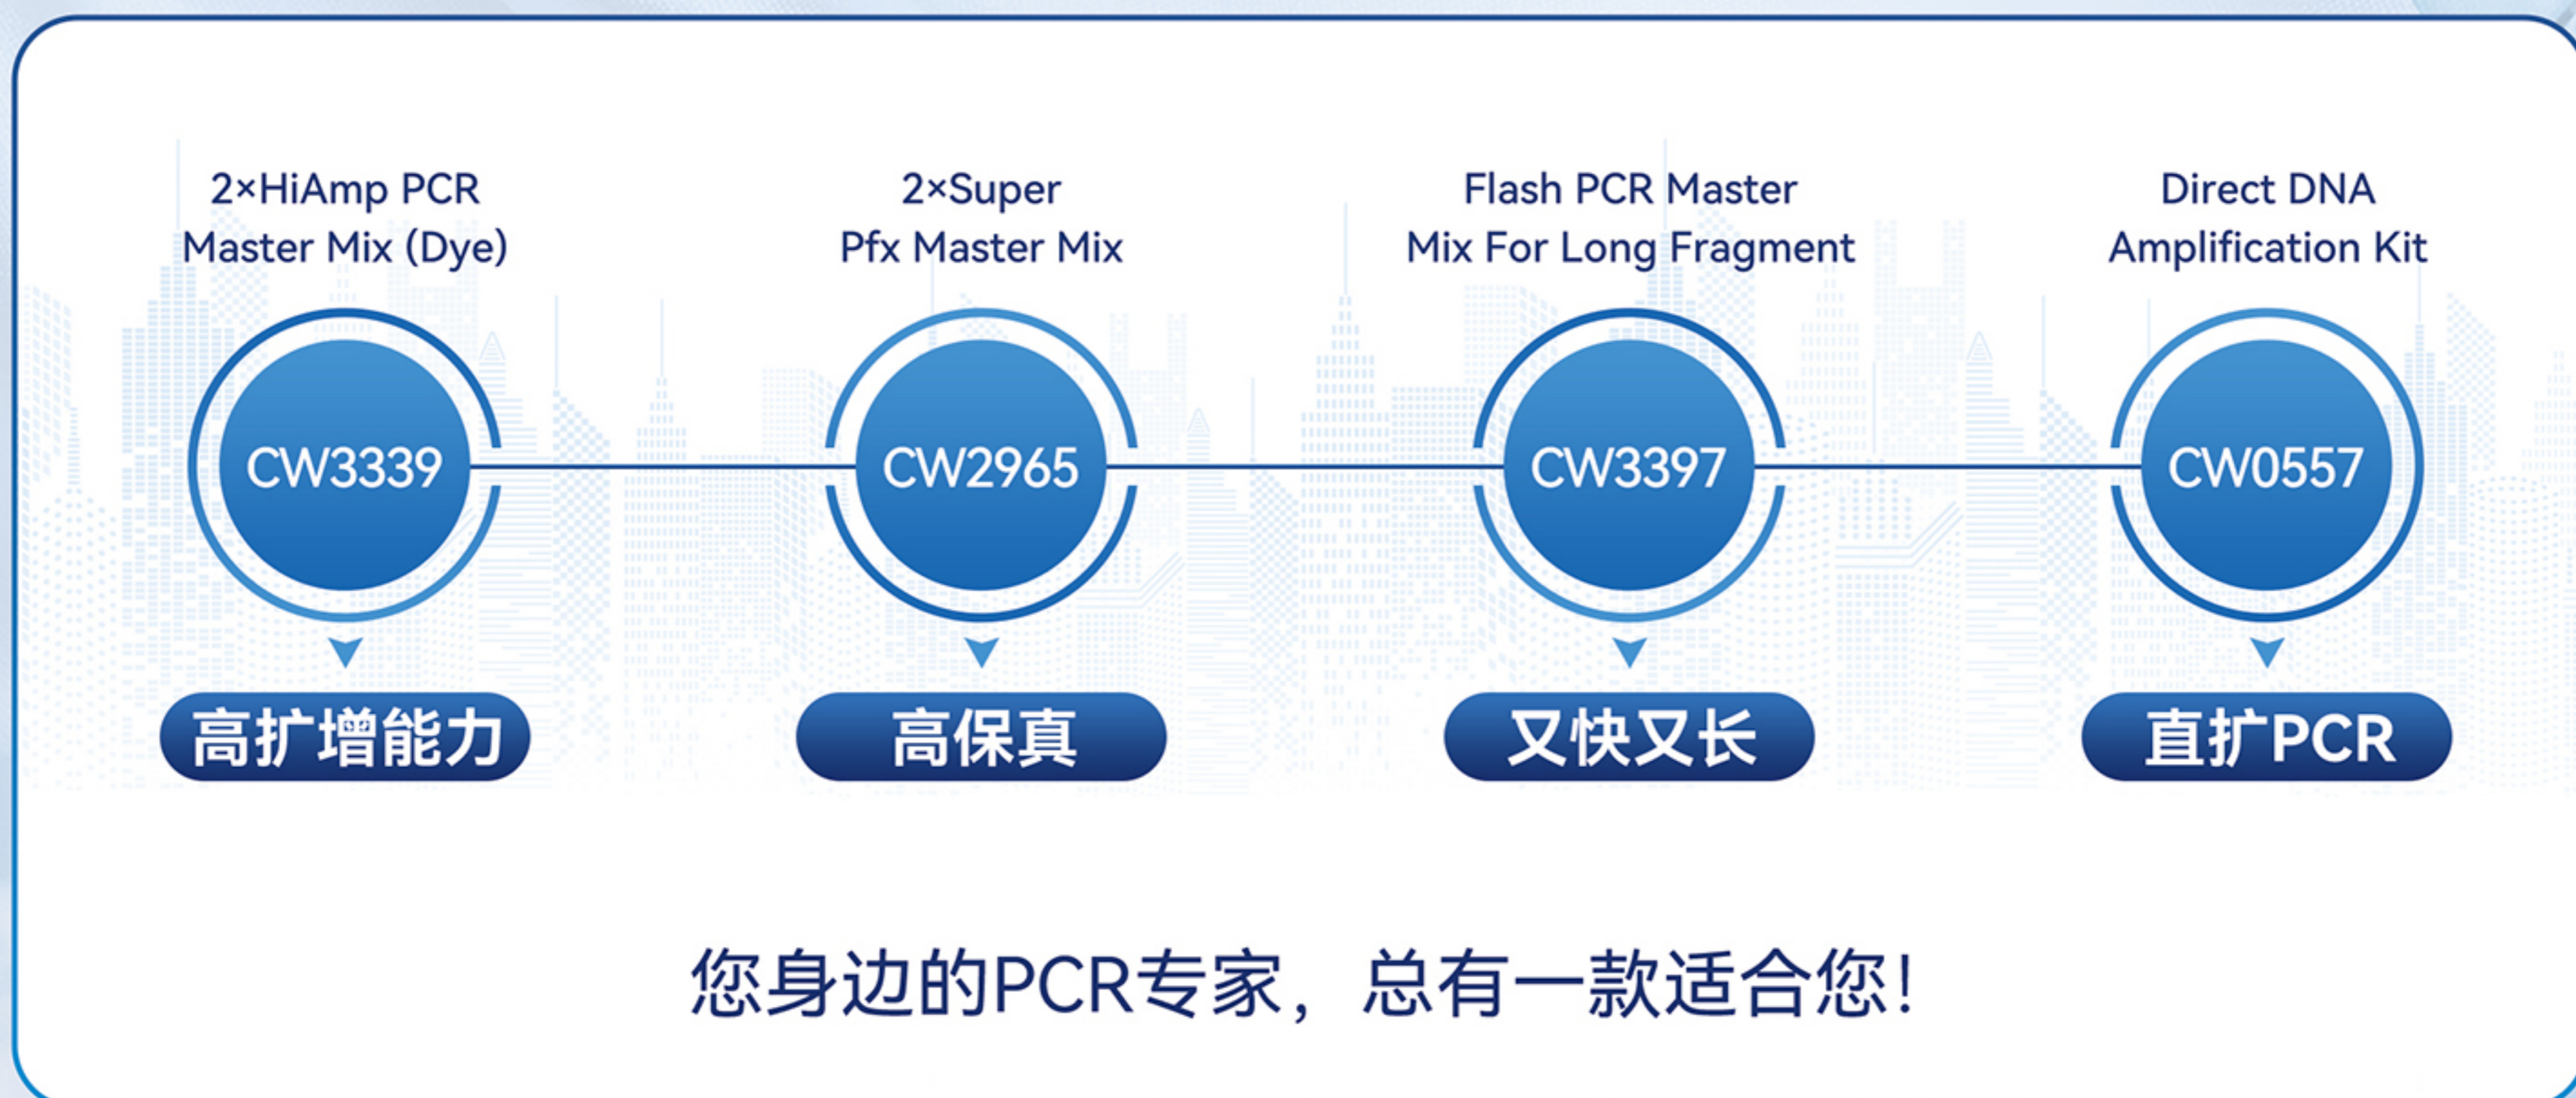 2×HiAmp PCR
Master Mix (Dye)
2×Super
Pfx Master Mix
Flash PCR Master
Mix For Long Fragment
Direct DNA
Amplification Kit
CW3339
CW2965
CW3397
CW0557
高扩增能力
高保真
又快又长
直扩PCR
您身边的PCR专家，总有一款适合您!